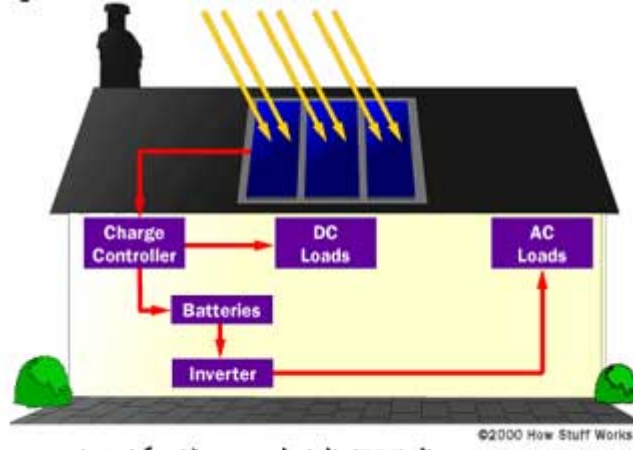 Charge
Controller
DC
Loads
AC
Loads
Batteries
Inverter
©2000 How Stuff Works